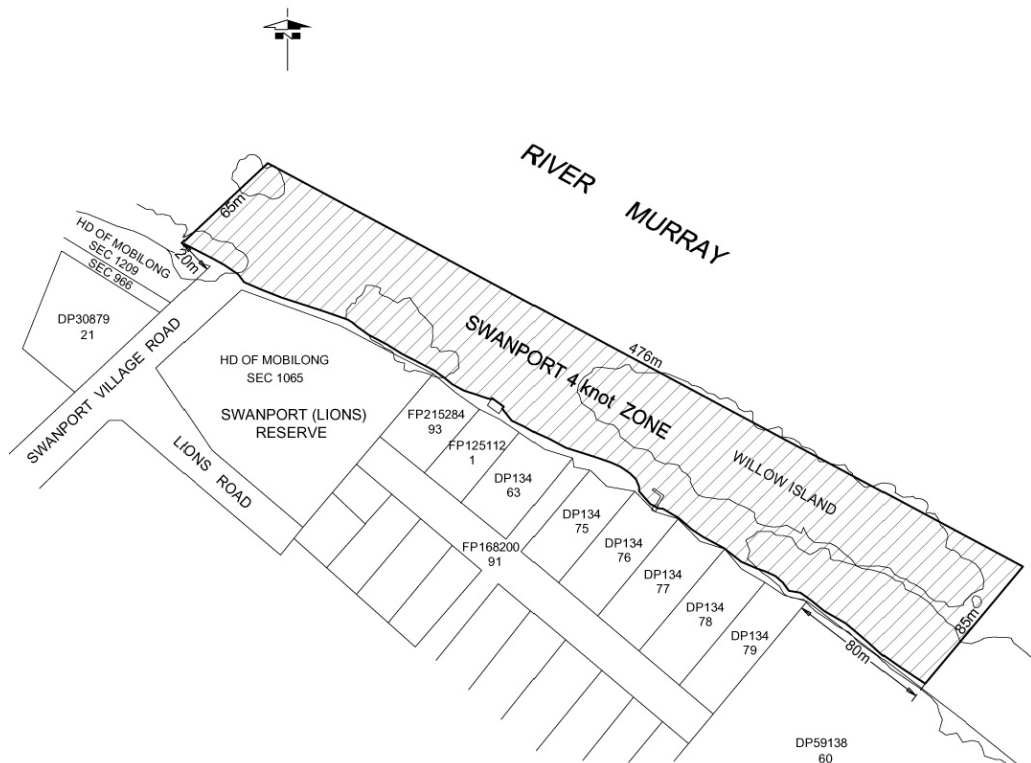 N
RIVER MURRAY
65m
HD OF MOBILONG
SEC 1209
SEC 966
20m
DP30879
21
SWANPORT VILLAGE ROAD
HD OF MOBILONG
SEC 1065
SWANPORT (LIONS)
RESERVE
LIONS ROAD
SWANPORT 4 knot ZONE
476m
WILLOW ISLAND
FP215284
93
FP125112
1
DP134
63
DP134
75
DP134
76
DP134
77
DP134
78
DP134
79
FP168200
91
85m
80m
DP59138
60